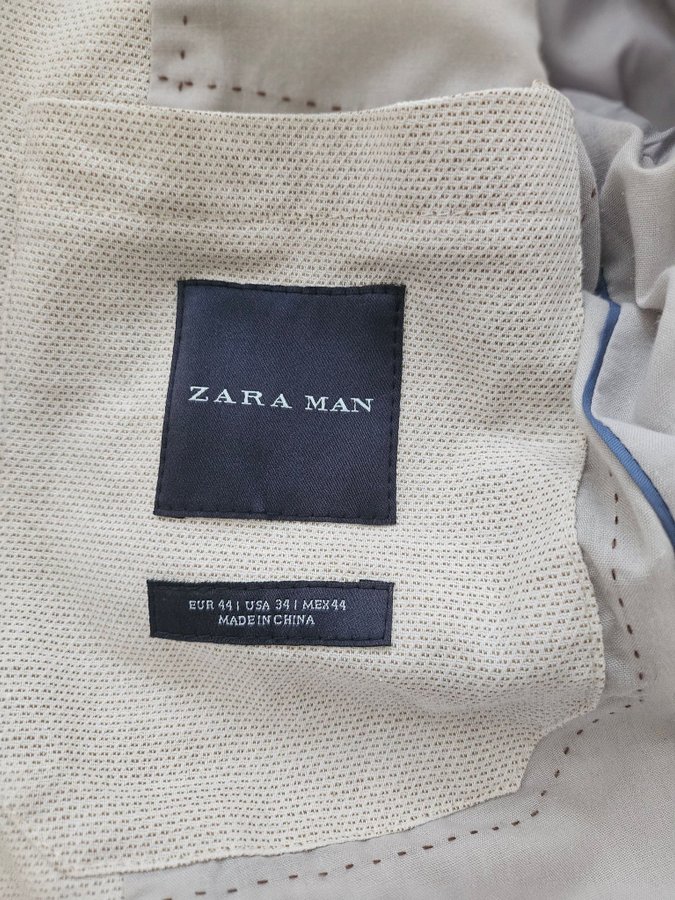 ZARA MAN
EUR 44 | USA 34 | MEX 44
MADE IN CHINA